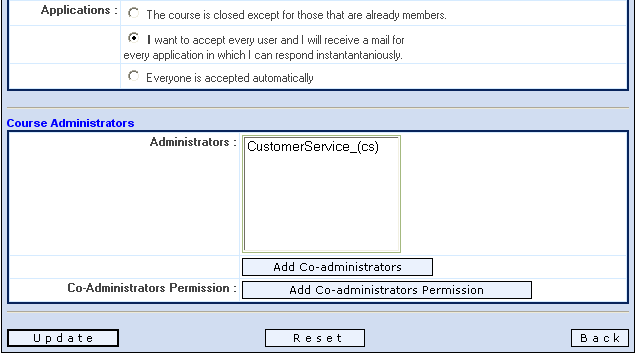 Applications : The course is closed except for those that are already members.
I want to accept every user and I will receive a mail for
every application in which I can respond instantantaniously.
Everyone is accepted automatically
Course Administrators
Administrators : CustomerService_(cs)
Add Co-administrators
Co-Administrators Permission : Add Co-administrators Permission
Update Reset Back